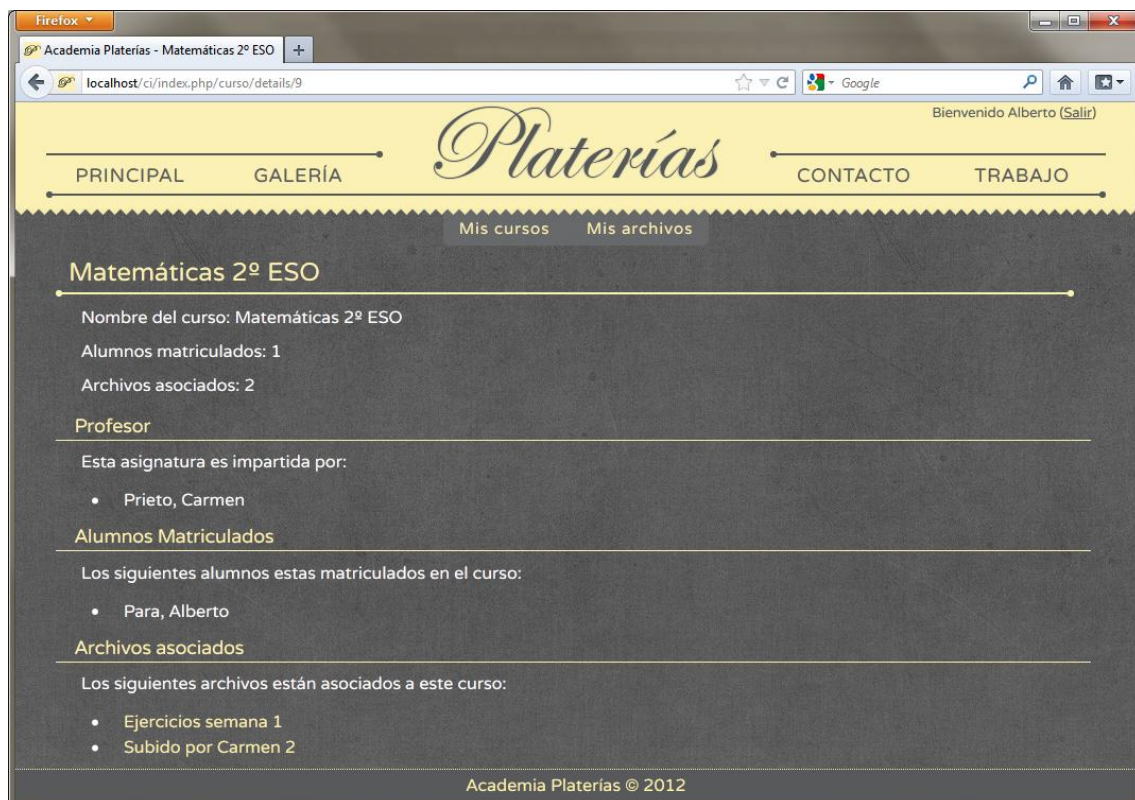 Firefox
Academia Platerías - Matemáticas 2º ESO
localhost/ci/index.php/curso/details/9
Google
Bienvenido Alberto (Salir)
Platerías
PRINCIPAL GALERÍA CONTACTO TRABAJO
Mis cursos Mis archivos
Matemáticas 2º ESO
Nombre del curso: Matemáticas 2º ESO
Alumnos matriculados: 1
Archivos asociados: 2
Profesor
Esta asignatura es impartida por:
• Prieto, Carmen
Alumnos Matriculados
Los siguientes alumnos estas matriculados en el curso:
• Para, Alberto
Archivos asociados
Los siguientes archivos están asociados a este curso:
• Ejercicios semana 1
• Subido por Carmen 2
Academia Platerías © 2012